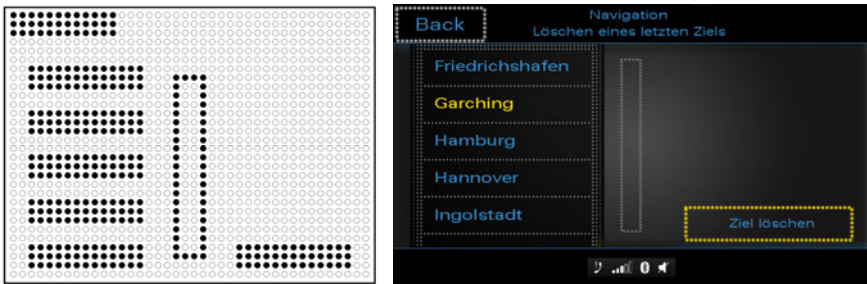 Back
Navigation
Löschen eines letzten Ziels
Friedrichshafen
Garching
Hamburg
Hannover
Ingolstadt
Ziel löschen